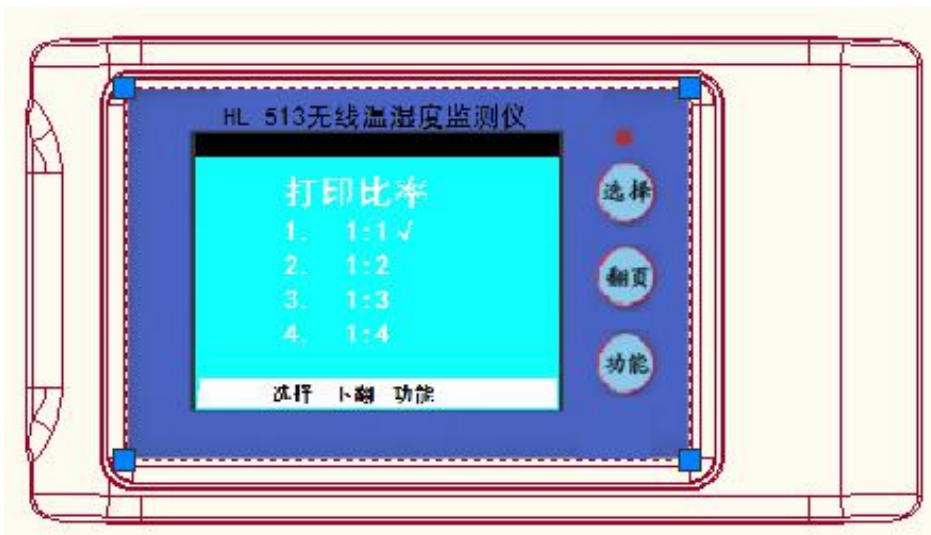 HL 513无线温湿度监测仪
打印比率
1. 1:1√
2. 1:2
3. 1:3
4. 1:4
选择 下翻 功能
选择
翻页
功能